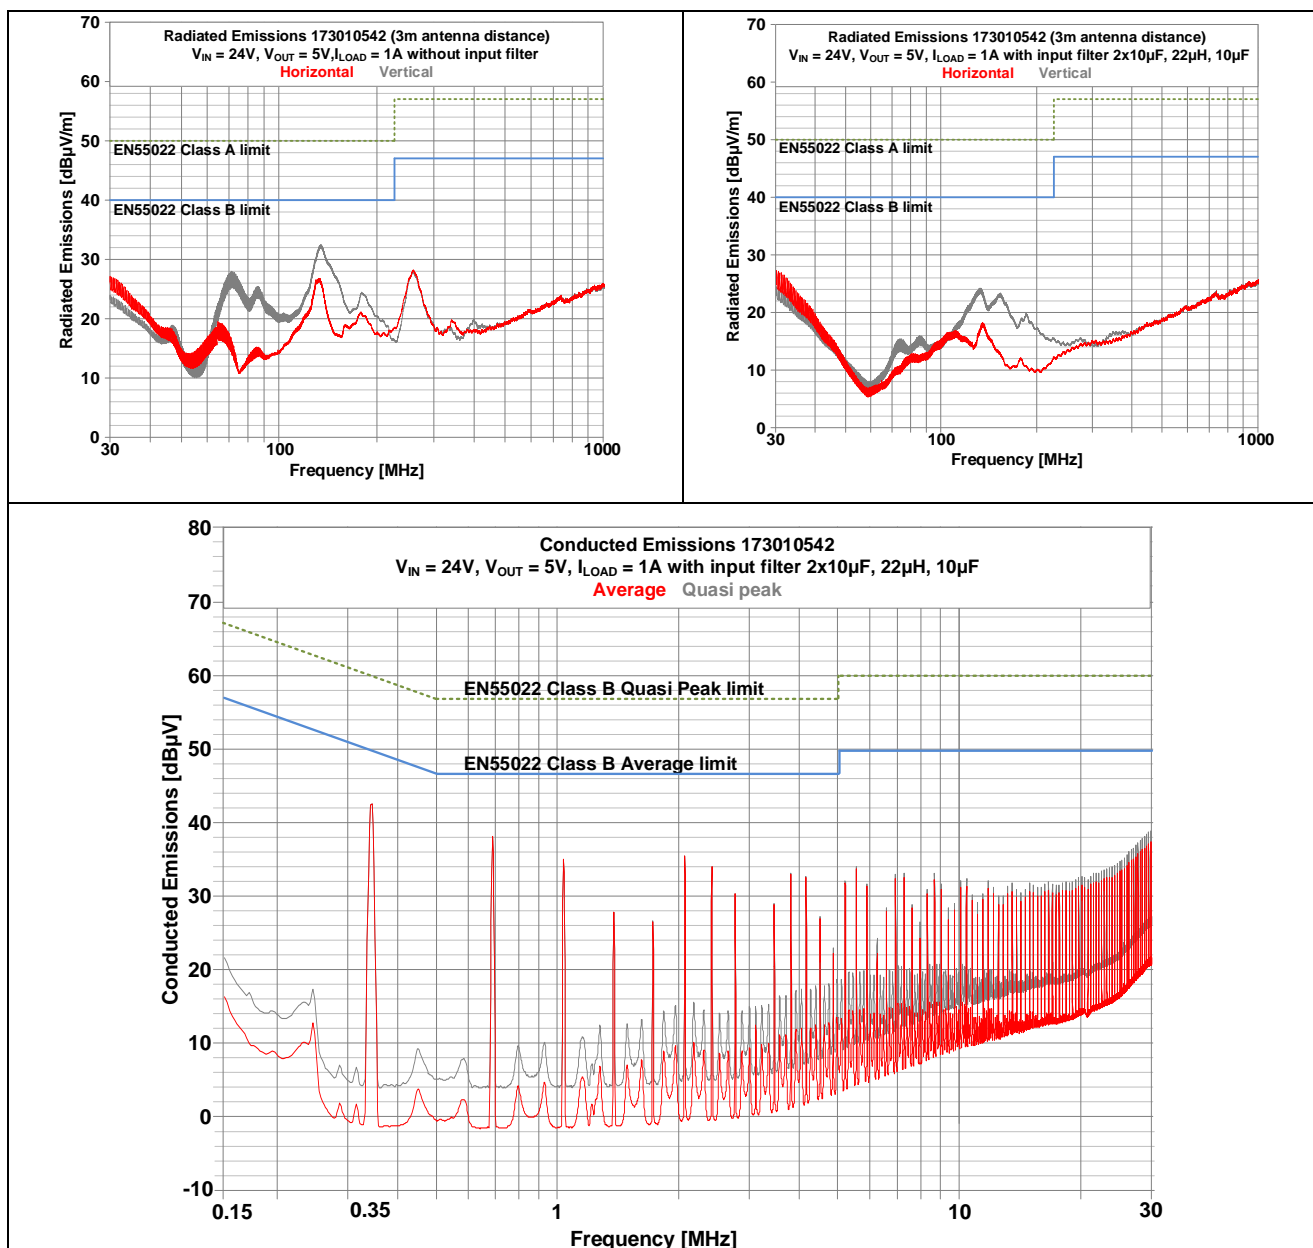 Radiated Emissions 173010542 (3m antenna distance)
VIN = 24V, VOUT = 5V,ILOAD = 1A without input filter
Horizontal Vertical
70
60
50
40
30
20
10
0
Radiated Emissions [dBµV/m]
EN55022 Class A limit
EN55022 Class B limit
30 100 1000
Frequency [MHz]
Radiated Emissions 173010542 (3m antenna distance)
VIN = 24V, VOUT = 5V, ILOAD = 1A with input filter 2x10µF, 22µH, 10µF
Horizontal Vertical
70
60
50
40
30
20
10
0
Radiated Emissions [dBµV/m]
EN55022 Class A limit
EN55022 Class B limit
30 100 1000
Frequency [MHz]
Conducted Emissions 173010542
VIN = 24V, VOUT = 5V, ILOAD = 1A with input filter 2x10µF, 22µH, 10µF
Average Quasi peak
80
70
60
50
40
30
20
10
0
-10
Conducted Emissions [dBµV]
EN55022 Class B Quasi Peak limit
EN55022 Class B Average limit
0.15 0.35 1 10 30
Frequency [MHz]